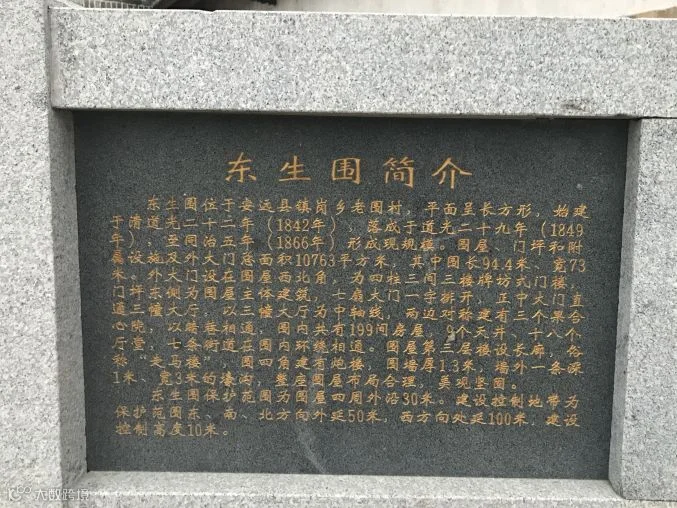 东生围简介
东生围位于安远县镇岗乡老围村，平面呈长方形，始建
于清道光二十二年（1842年），落成于道光二十九年（1849
年），至同治五年（1866年）形成现规模。围屋、门坪和附
属设施及外大门总面积10763平方米，其中围长94.4米、宽73
米。外大门设在围屋西北角，为四柱三间三楼牌坊式门楼，
门坪东侧为围屋主体建筑，七扇大门一字排开，正中大门直
通三幢大厅，以三幢大厅为中轴线，两边对称建有三个果合
心院，以踏巷相通，围内共有199间房屋，9个天井、十八个
厅堂，七条街道在围内环绕相通。围屋第三层楼设长廊，俗
称“走马楼”，围四角建有炮楼，围墙厚1.3米，墙外一条深
1米、宽3米的壕沟，整座围屋布局合理，美观坚固。
东生围保护范围为围屋四周外沿30米。建设控制地带为
保护范围东、南、北方向外延50米，西方向处延100米，建设
控制高度10米。
大数跨境